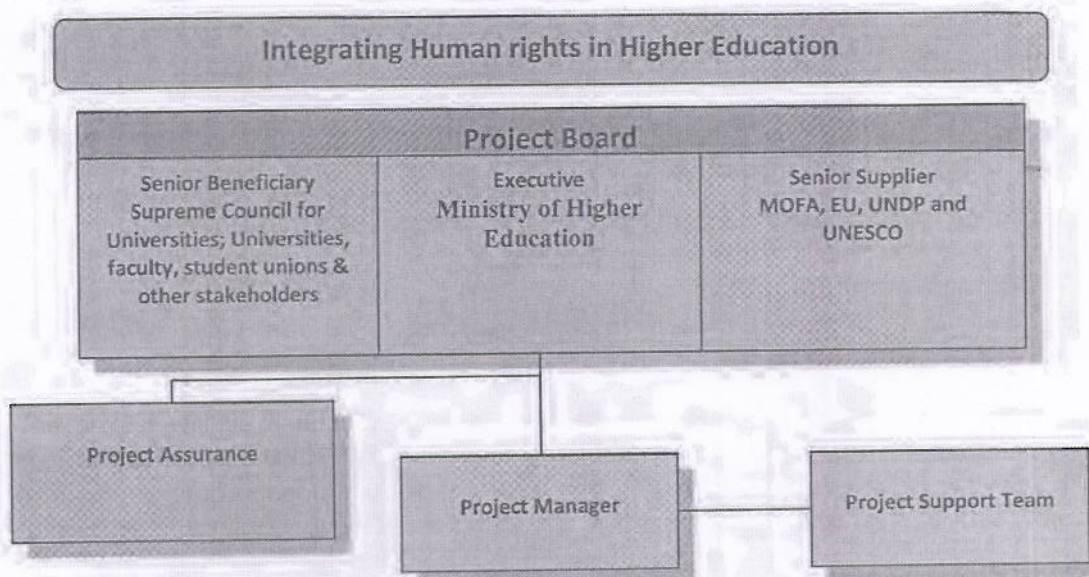 Integrating Human rights in Higher Education
Project Board
Senior Beneficiary
Supreme Council for
Universities; Universities,
faculty, student unions &
other stakeholders
Executive
Ministry of Higher
Education
Senior Supplier
MOFA, EU, UNDP and
UNESCO
Project Assurance
Project Manager
Project Support Team